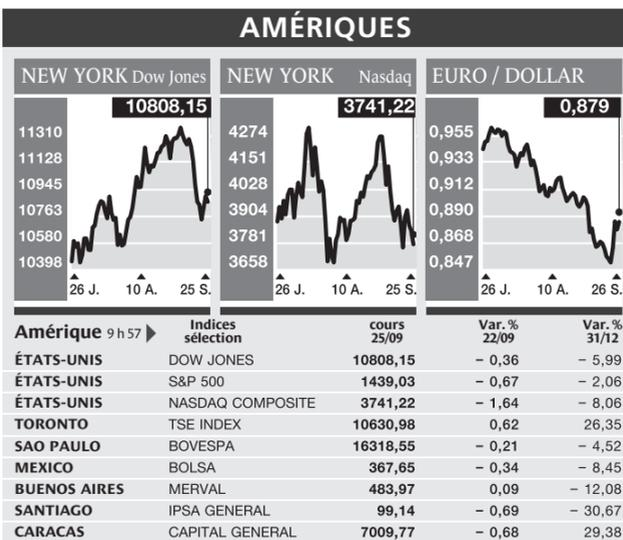 AMÉRIQUES
NEW YORK Dow Jones
10808,15
11310
11128
10945
10763
10580
10398
26 J. 10 A. 25 S.
NEW YORK Nasdaq
3741,22
4274
4151
4028
3904
3781
3658
26 J. 10 A. 25 S.
EURO / DOLLAR
0,879
0,955
0,933
0,912
0,890
0,868
0,847
26 J. 10 A. 26 S.
Amérique 9 h 57 Indices sélection cours 25/09 Var. % 22/09 Var. % 31/12
ÉTATS-UNIS DOW JONES 10808,15 – 0,36 – 5,99
ÉTATS-UNIS S&P 500 1439,03 – 0,67 – 2,06
ÉTATS-UNIS NASDAQ COMPOSITE 3741,22 – 1,64 – 8,06
TORONTO TSE INDEX 10630,98 0,62 26,35
SAO PAULO BOVESPA 16318,55 – 0,21 – 4,52
MEXICO BOLSA 367,65 – 0,34 – 8,45
BUENOS AIRES MERVAL 483,97 0,09 – 12,08
SANTIAGO IPSA GENERAL 99,14 – 0,69 – 30,67
CARACAS CAPITAL GENERAL 7009,77 – 0,68 29,38